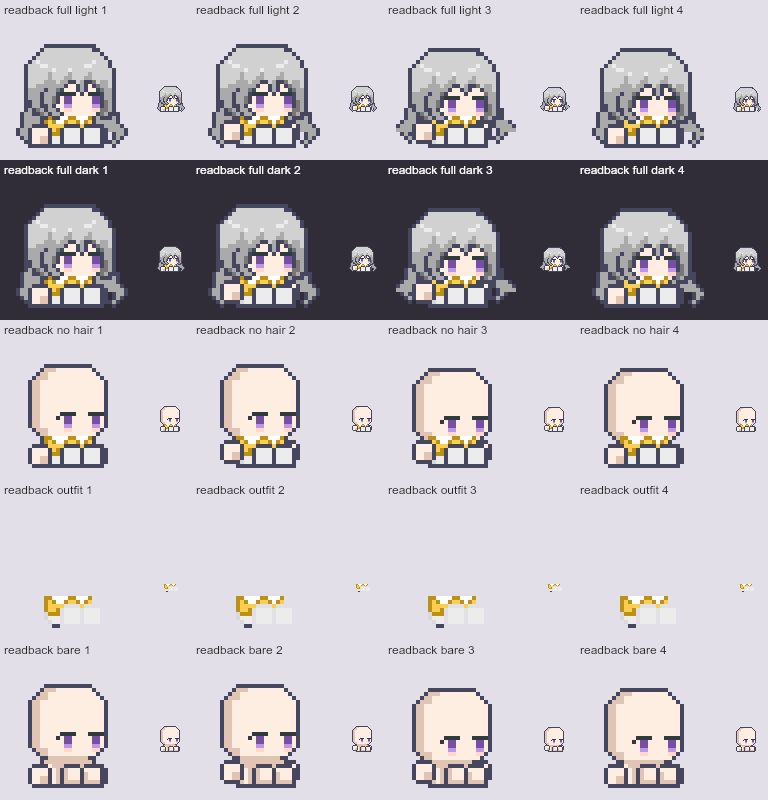 readback full light 1
readback full light 2
readback full light 3
readback full light 4
readback full dark 1
readback full dark 2
readback full dark 3
readback full dark 4
readback no hair 1
readback no hair 2
readback no hair 3
readback no hair 4
readback outfit 1
readback outfit 2
readback outfit 3
readback outfit 4
readback bare 1
readback bare 2
readback bare 3
readback bare 4